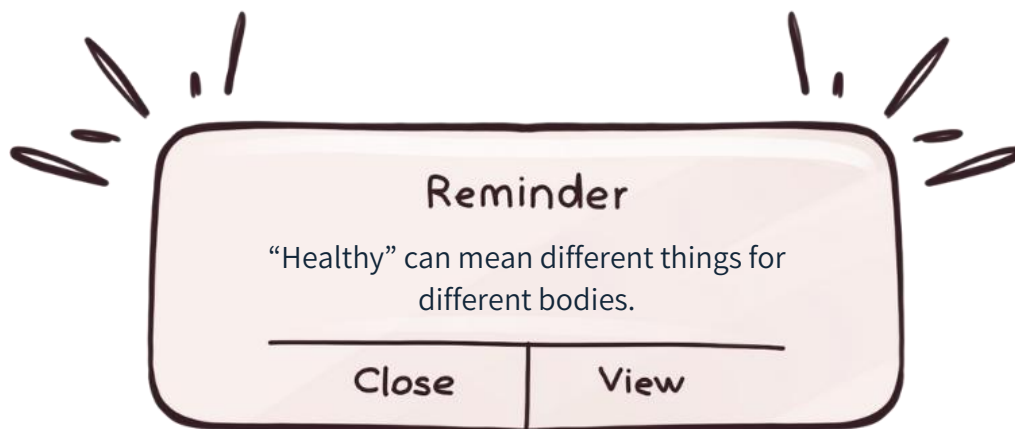 Reminder
“Healthy” can mean different things for
different bodies.
Close
View